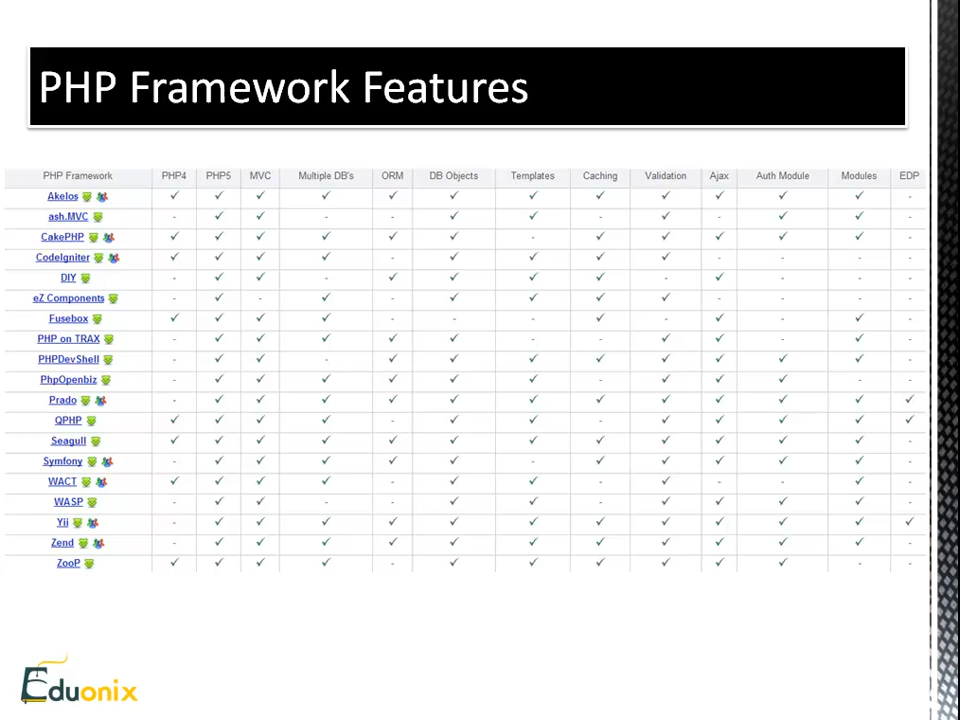 PHP Framework Features
PHP Framework PHP4 PHP5 MVC Multiple DB's ORM DB Objects Templates Caching Validation Ajax Auth Module Modules EDP
Akelos ✓ ✓ ✓ ✓ ✓ ✓ ✓ ✓ ✓ ✓ ✓ ✓ -
ash.MVC - ✓ ✓ - - ✓ ✓ - ✓ - ✓ ✓ -
CakePHP ✓ ✓ ✓ ✓ ✓ ✓ - ✓ ✓ ✓ ✓ ✓ -
CodeIgniter ✓ ✓ ✓ ✓ - ✓ ✓ ✓ ✓ - - - -
DIY - ✓ ✓ - ✓ ✓ ✓ ✓ - ✓ - - -
eZ Components - ✓ - ✓ - ✓ ✓ ✓ ✓ - - - -
Fusebox ✓ ✓ ✓ ✓ - - - ✓ - ✓ - ✓ -
PHP on TRAX - ✓ ✓ ✓ ✓ ✓ - - ✓ ✓ - ✓ -
PHPDevShell - ✓ ✓ - ✓ ✓ ✓ ✓ ✓ ✓ ✓ ✓ -
PhpOpenbiz - ✓ ✓ ✓ ✓ ✓ ✓ - ✓ ✓ ✓ - -
Prado - ✓ ✓ ✓ ✓ ✓ ✓ ✓ ✓ ✓ ✓ ✓ ✓
QPHP ✓ ✓ ✓ ✓ - ✓ ✓ - ✓ ✓ ✓ ✓ ✓
Seagull ✓ ✓ ✓ ✓ ✓ ✓ ✓ ✓ ✓ ✓ ✓ ✓ -
Symfony - ✓ ✓ ✓ ✓ ✓ - ✓ ✓ ✓ ✓ ✓ -
WACT ✓ ✓ ✓ ✓ - ✓ ✓ - ✓ - - ✓ -
WASP - ✓ ✓ - - ✓ ✓ - ✓ ✓ ✓ ✓ -
Yii - ✓ ✓ ✓ ✓ ✓ ✓ ✓ ✓ ✓ ✓ ✓ ✓
Zend - ✓ ✓ ✓ ✓ ✓ ✓ ✓ ✓ ✓ ✓ ✓ -
ZooP ✓ ✓ ✓ ✓ - ✓ ✓ ✓ ✓ ✓ ✓ - -
Eduonix